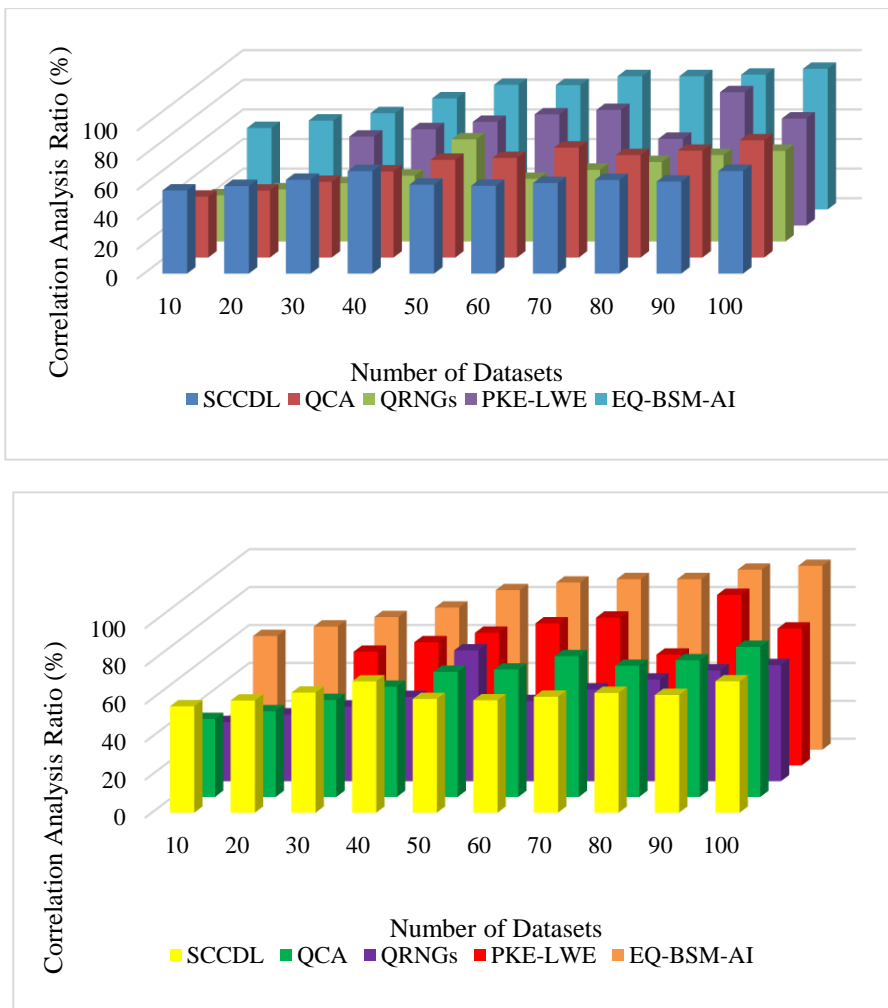 Correlation Analysis Ratio (%)
100
80
60
40
20
0
10 20 30 40 50 60 70 80 90 100
Number of Datasets
SCCDL QCA QRNGs PKE-LWE EQ-BSM-AI
Correlation Analysis Ratio (%)
100
80
60
40
20
0
10 20 30 40 50 60 70 80 90 100
Number of Datasets
SCCDL QCA QRNGs PKE-LWE EQ-BSM-AI